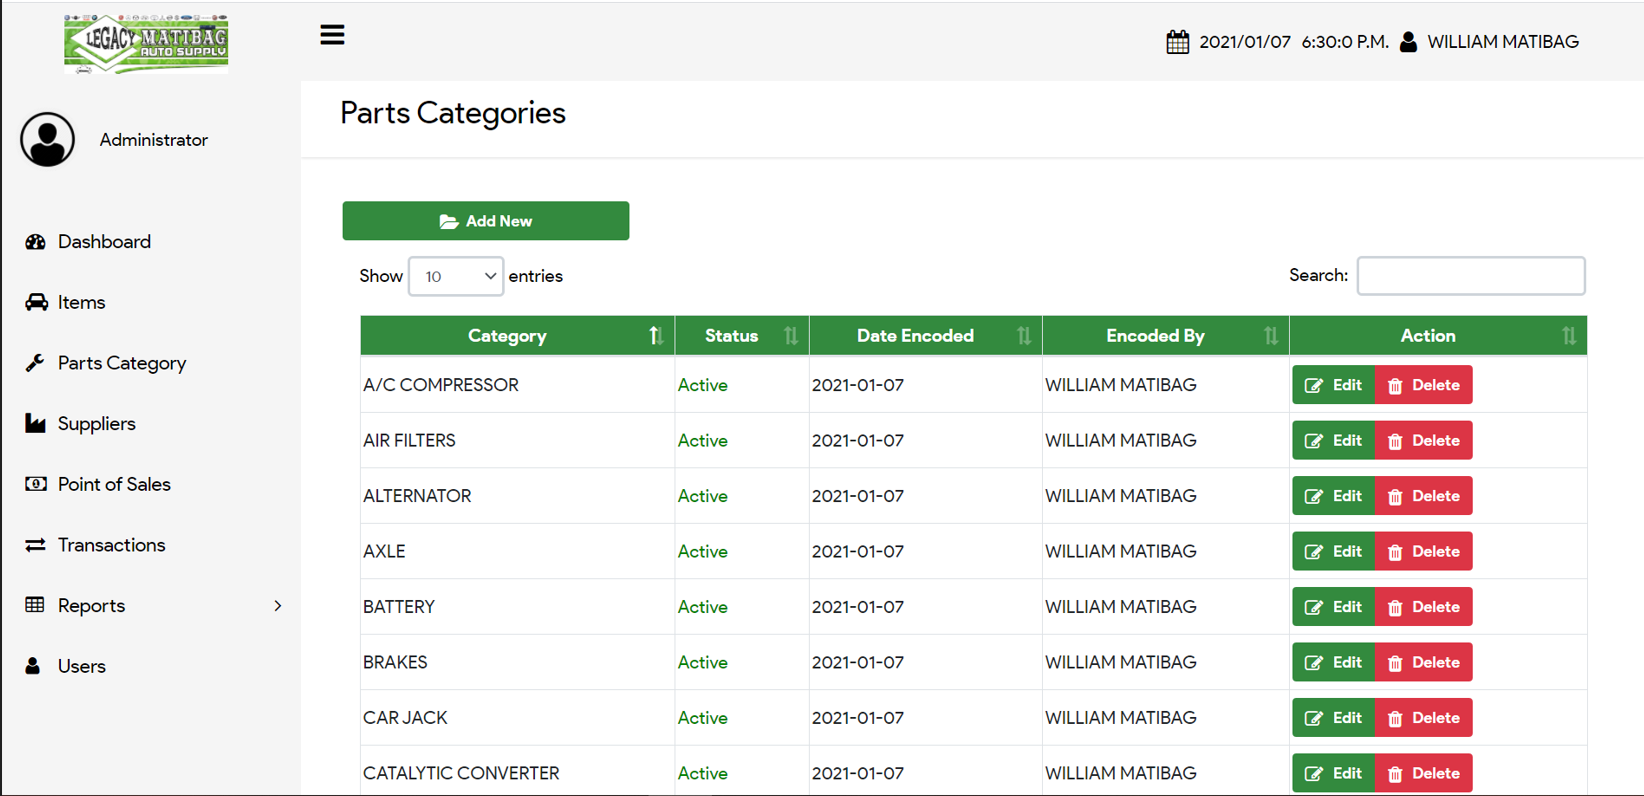 LEGACY MATIBAG
AUTO SUPPLY
2021/01/07 6:30:0 P.M. WILLIAM MATIBAG
Parts Categories
Administrator
Add New
Dashboard
Show 10 entries
Search:
Items
Category Status Date Encoded Encoded By Action
Parts Category
A/C COMPRESSOR Active 2021-01-07 WILLIAM MATIBAG Edit Delete
Suppliers
AIR FILTERS Active 2021-01-07 WILLIAM MATIBAG Edit Delete
Point of Sales
ALTERNATOR Active 2021-01-07 WILLIAM MATIBAG Edit Delete
Transactions
AXLE Active 2021-01-07 WILLIAM MATIBAG Edit Delete
Reports
BATTERY Active 2021-01-07 WILLIAM MATIBAG Edit Delete
Users
BRAKES Active 2021-01-07 WILLIAM MATIBAG Edit Delete
CAR JACK Active 2021-01-07 WILLIAM MATIBAG Edit Delete
CATALYTIC CONVERTER Active 2021-01-07 WILLIAM MATIBAG Edit Delete